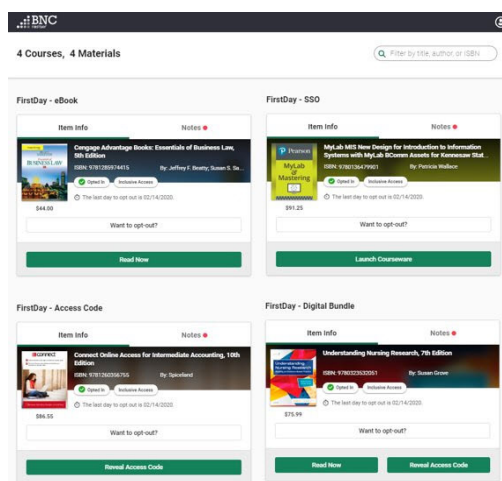 BNC
4 Courses, 4 Materials
Filter by title, author, or ISBN
FirstDay - eBook
Item Info
Notes
Cengage Advantage Books: Essentials of Business Law, 5th Edition
ISBN: 9781285974415
By: Jeffrey F. Beatty; Susan S. Sa...
Opted In
Inclusive Access
The last day to opt out is 02/14/2020.
BUSINESS LAW
$44.00
Want to opt-out?
Read Now
FirstDay - SSO
Item Info
Notes
MyLab MIS New Design for Introduction to Information
Systems with MyLab BComm Assets for Kennesaw Stat...
ISBN: 9780136479901
By: Patricia Wallace
Opted In
Inclusive Access
The last day to opt out is 02/14/2020.
Pearson
MyLab
Mastering
$91.25
Want to opt-out?
Launch Courseware
FirstDay - Access Code
Item Info
Notes
Connect Online Access for Intermediate Accounting, 10th
Edition
ISBN: 9781260356755
By: Spiceland
Opted In
Inclusive Access
The last day to opt out is 02/14/2020.
connect
$86.55
Want to opt-out?
Reveal Access Code
FirstDay - Digital Bundle
Item Info
Notes
Understanding Nursing Research, 7th Edition
ISBN: 9780323532051
By: Susan Grove
Opted In
Inclusive Access
The last day to opt out is 02/14/2020.
Understanding
Nursing Research
$75.99
Want to opt-out?
Read Now
Reveal Access Code